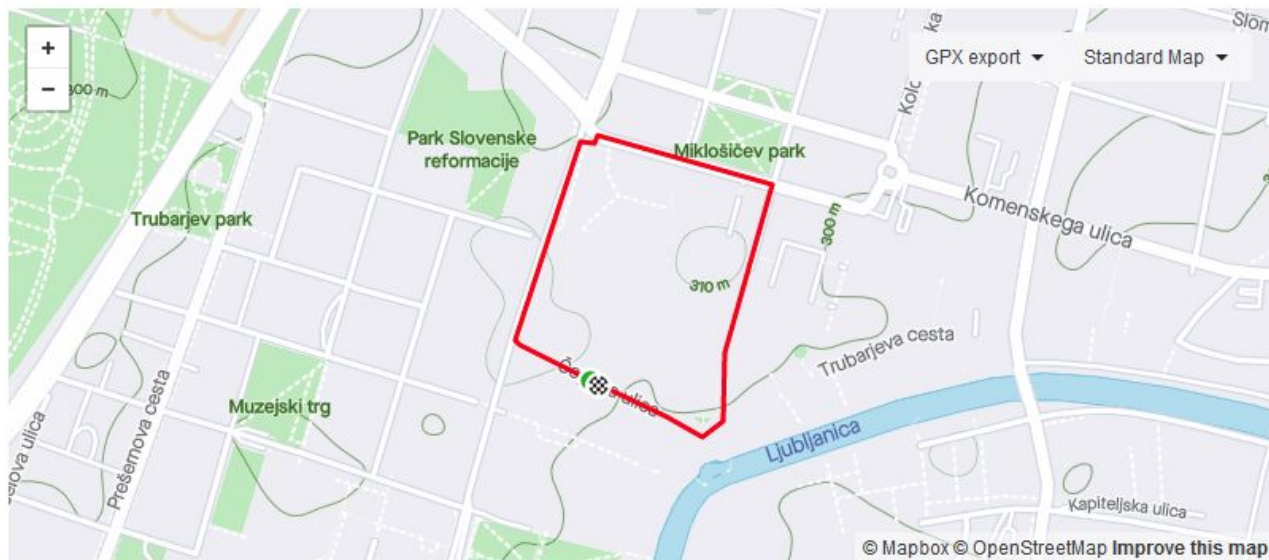 +
−
300 m
GPX export
Standard Map
Park Slovenske
reformacije
Miklošičev park
Trubarjev park
Komenskega ulica
300 m
310 m
Trubarjeva cesta
Muzejski trg
Prešernova cesta
Ljubljanica
Kapiteljska ulica
© Mapbox © OpenStreetMap Improve this map